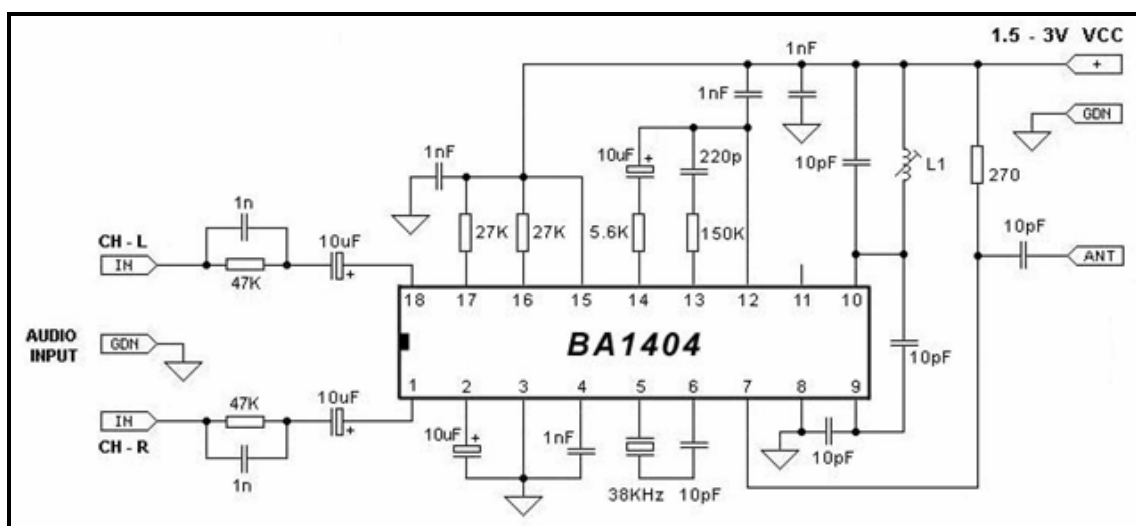 1.5 - 3V VCC
1nF
+
1nF
GDN
10uF
+
220p
10pF
L1
270
1nF
1n
27K
27K
5.6K
150K
10pF
CH - L
10uF
IN
+
ANT
47K
18
17
16
15
14
13
12
11
10
AUDIO
INPUT
GDN
BA1404
10pF
1
2
3
4
5
6
7
8
9
47K
10uF
IN
+
10uF
+
1nF
CH - R
10pF
1n
38KHz
10pF